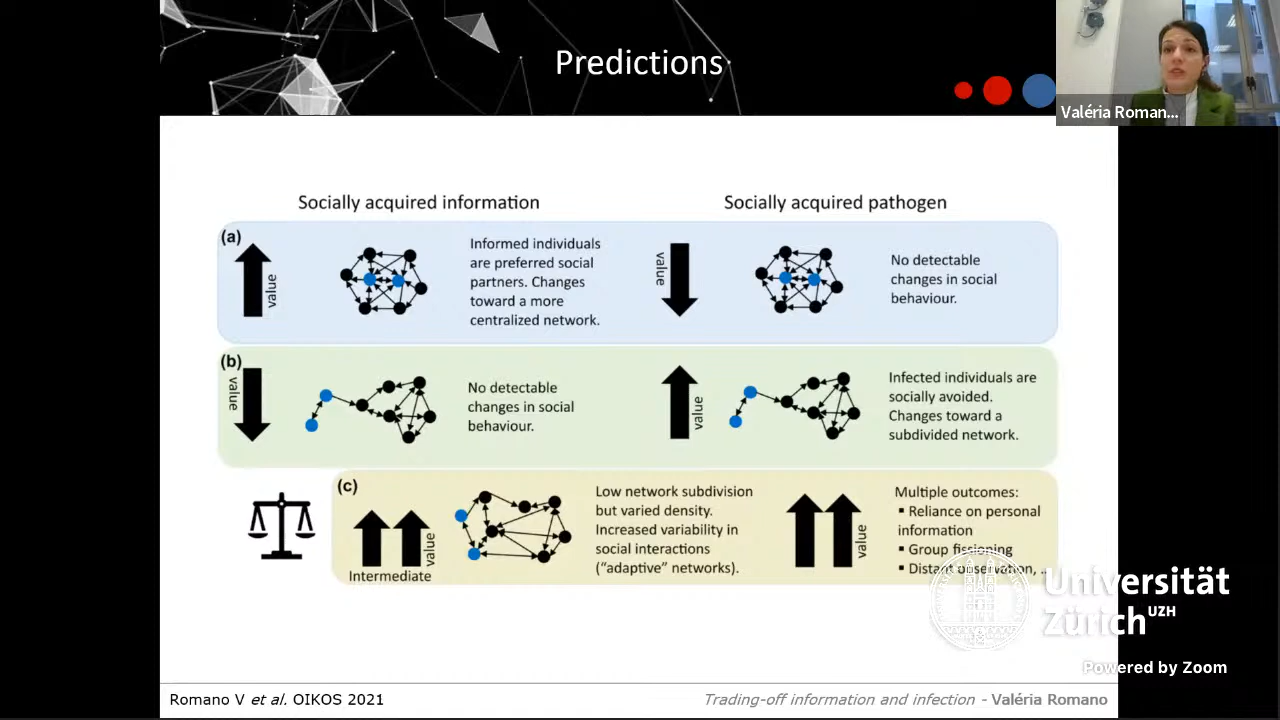 Predictions
Valéria Roman...
Socially acquired information
Socially acquired pathogen
(a)
value
Informed individuals
are preferred social
partners. Changes
toward a more
centralized network.
value
No detectable
changes in social
behaviour.
(b)
value
No detectable
changes in social
behaviour.
value
Infected individuals are
socially avoided.
Changes toward a
subdivided network.
(c)
value
Intermediate
Low network subdivision
but varied density.
Increased variability in
social interactions
("adaptive" networks).
value
Multiple outcomes:
▪ Reliance on personal
information
▪ Group fissioning
▪ Distant observation, ...
Universität
Zürich UZH
Powered by Zoom
Romano V et al. OIKOS 2021
Trading-off information and infection - Valéria Romano